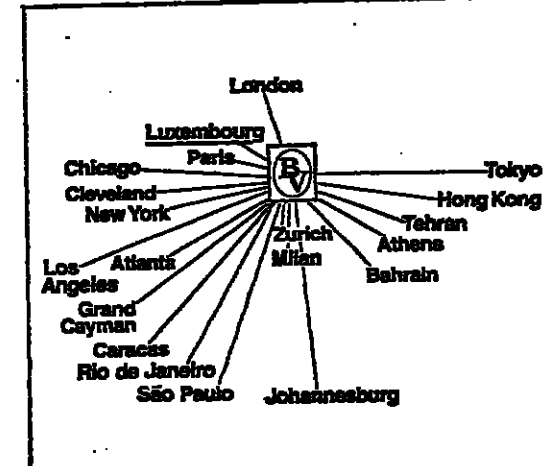 London
Luxembourg
Paris
Chicago
Cleveland
New York
BV
Tokyo
Hong Kong
Tehran
Athens
Bahrain
Zurich
Milan
Los
Angeles
Atlanta
Grand
Cayman
Caracas
Rio de Janeiro
São Paulo
Johannesburg